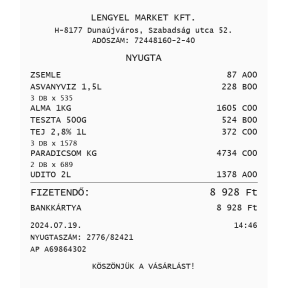 LENGYEL MARKET KFT.
H-8177 Dunaújváros, Szabadság utca 52.
ADÓSZÁM: 72448160-2-40
NYUGTA
ZSEMLE 87 A00
ASVANYVIZ 1,5L 228 B00
3 DB x 535
ALMA 1KG 1605 C00
TESZTA 500G 524 B00
TEJ 2,8% 1L 372 C00
3 DB x 1578
PARADICSOM KG 4734 C00
2 DB x 689
UDITO 2L 1378 A00
FIZETENDŐ: 8 928 Ft
BANKKÁRTYA 8 928 Ft
2024.07.19. 14:46
NYUGTASZÁM: 2776/82421
AP A69864302
KÖSZÖNJÜK A VÁSÁRLÁST!